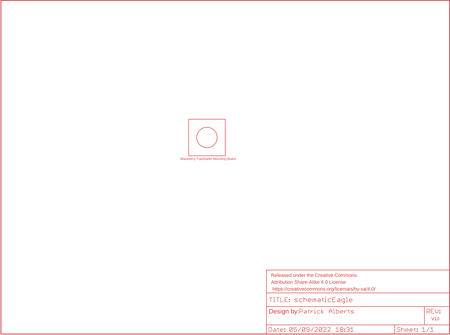 Blackberry Trackballer Mounting Board
Released under the Creative Commons
Attribution Share-Alike 4.0 License
https://creativecommons.org/licenses/by-sa/4.0/
TITLE: schematicEagle
Design by: Patrick Alberts
REV:
V10
Date: 05/09/2022 18:31
Sheet: 1/1